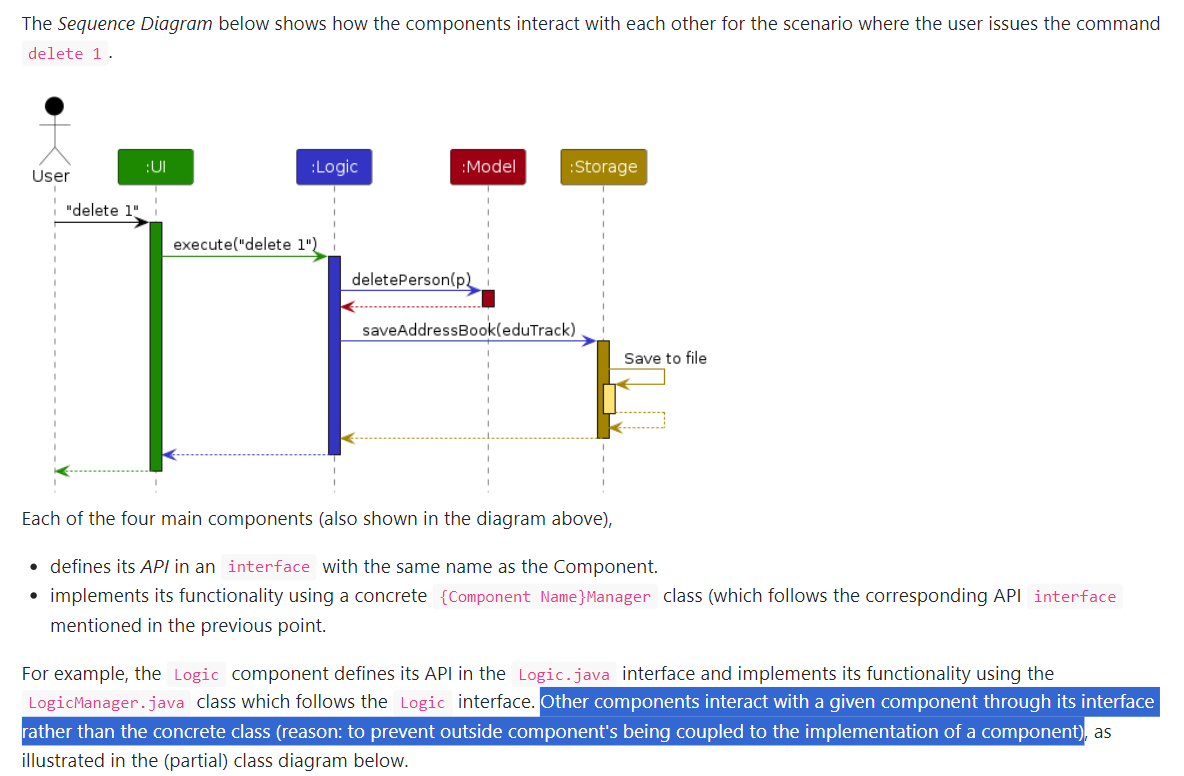 The Sequence Diagram below shows how the components interact with each other for the scenario where the user issues the command
delete 1 .
User
:UI
:Logic
:Model
:Storage
"delete 1"
execute("delete 1")
deletePerson(p)
saveAddressBook(eduTrack)
Save to file
Each of the four main components (also shown in the diagram above),
• defines its API in an interface with the same name as the Component.
• implements its functionality using a concrete {Component Name}Manager class (which follows the corresponding API interface
mentioned in the previous point.
For example, the Logic component defines its API in the Logic.java interface and implements its functionality using the
LogicManager.java class which follows the Logic interface. Other components interact with a given component through its interface
rather than the concrete class (reason: to prevent outside component's being coupled to the implementation of a component), as
illustrated in the (partial) class diagram below.